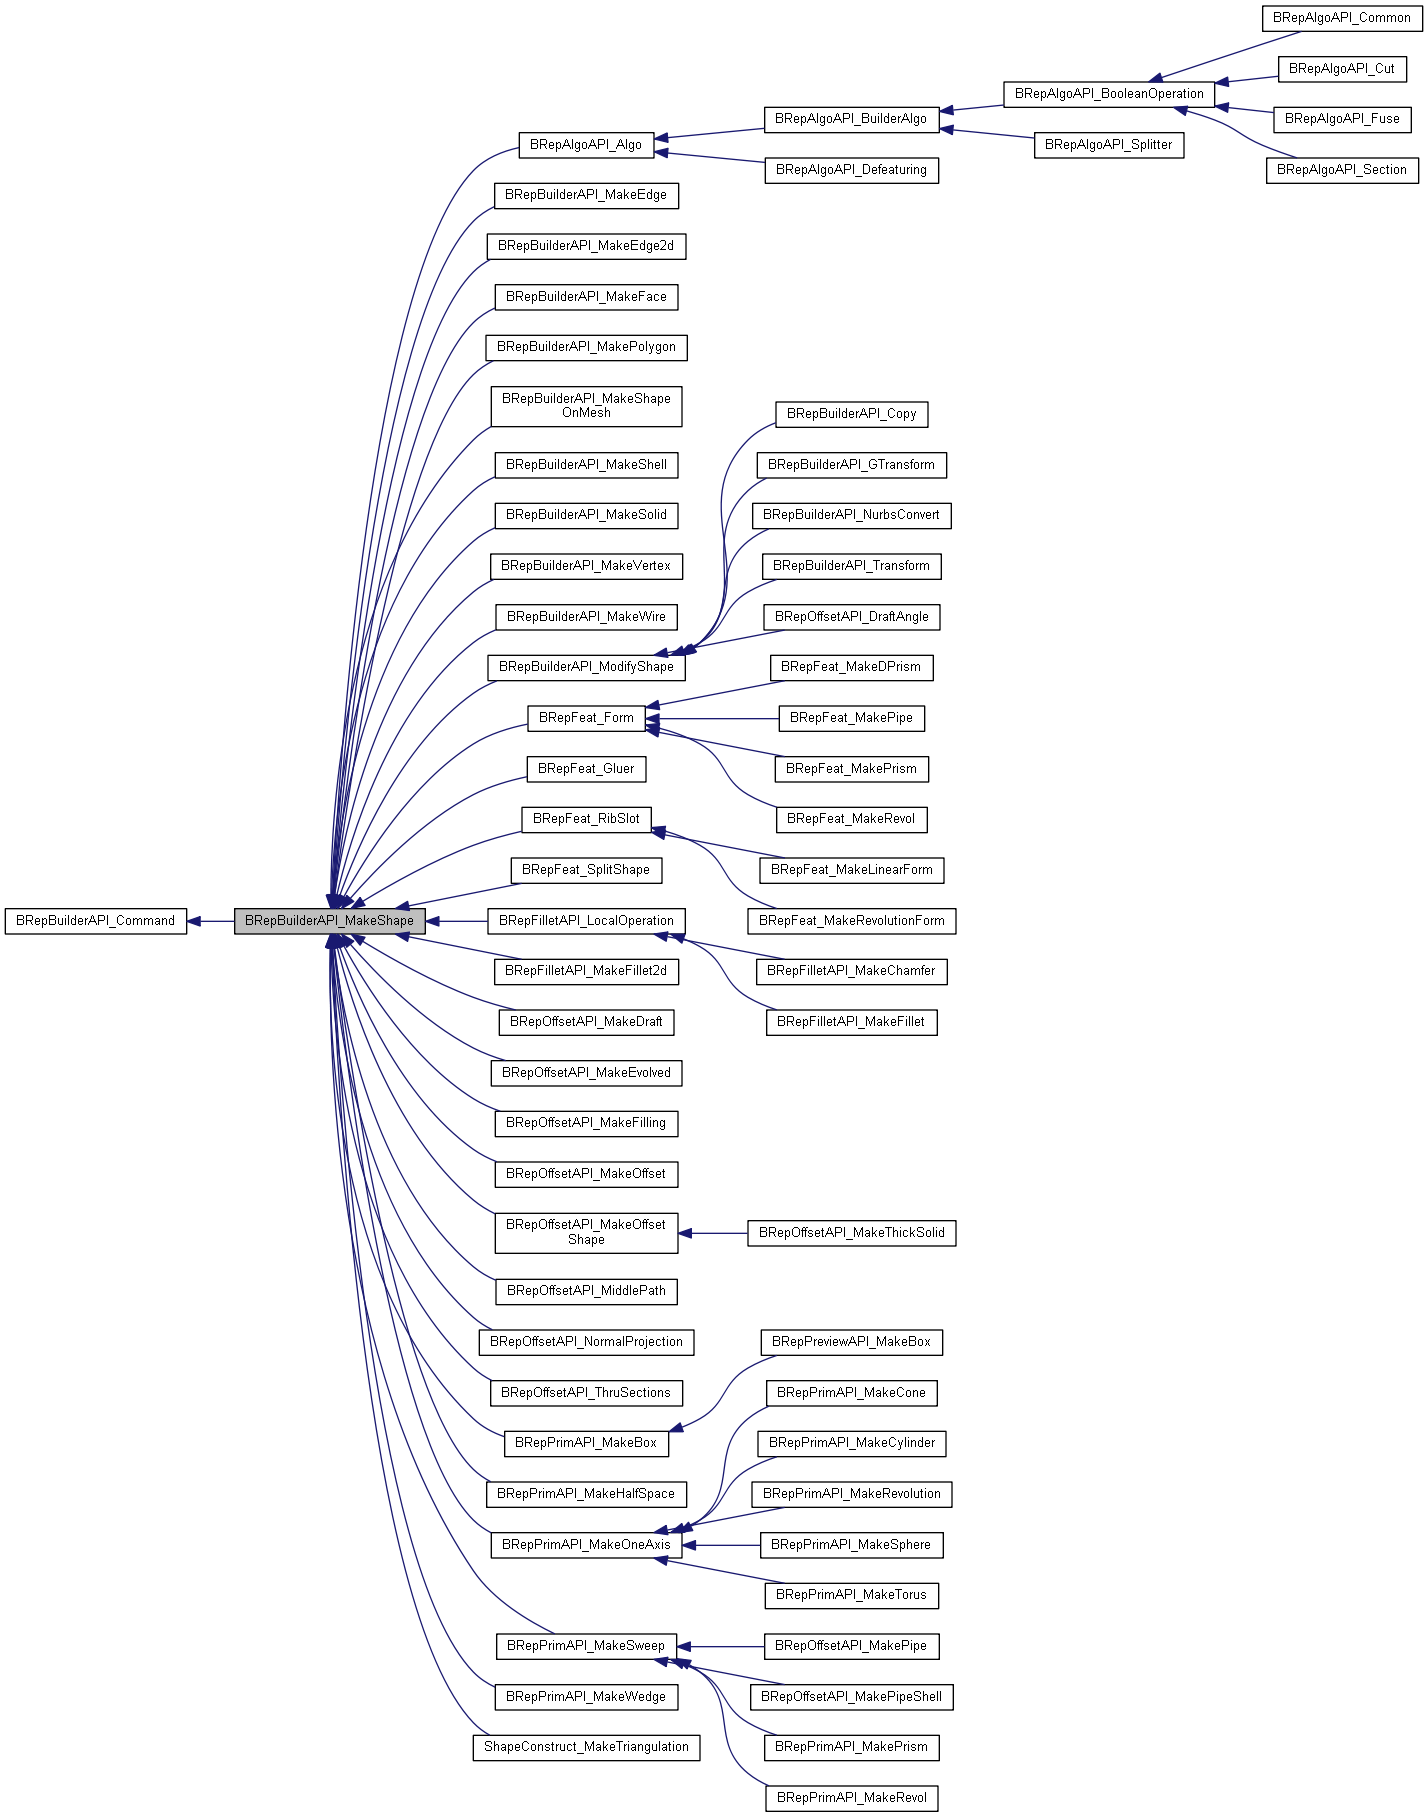 BRepAlgoAPI_Common
BRepAlgoAPI_Cut
BRepAlgoAPI_BooleanOperation
BRepAlgoAPI_BuilderAlgo
BRepAlgoAPI_Fuse
BRepAlgoAPI_Algo
BRepAlgoAPI_Splitter
BRepAlgoAPI_Defeaturing
BRepAlgoAPI_Section
BRepBuilderAPI_MakeEdge
BRepBuilderAPI_MakeEdge2d
BRepBuilderAPI_MakeFace
BRepBuilderAPI_MakePolygon
BRepBuilderAPI_MakeShape
OnMesh
BRepBuilderAPI_Copy
BRepBuilderAPI_MakeShell
BRepBuilderAPI_GTransform
BRepBuilderAPI_MakeSolid
BRepBuilderAPI_NurbsConvert
BRepBuilderAPI_MakeVertex
BRepBuilderAPI_Transform
BRepBuilderAPI_MakeWire
BRepOffsetAPI_DraftAngle
BRepBuilderAPI_ModifyShape
BRepFeat_MakeDPrism
BRepFeat_Form
BRepFeat_MakePipe
BRepFeat_Gluer
BRepFeat_MakePrism
BRepFeat_RibSlot
BRepFeat_MakeRevol
BRepFeat_SplitShape
BRepFeat_MakeLinearForm
BRepBuilderAPI_Command
BRepBuilderAPI_MakeShape
BRepFilletAPI_LocalOperation
BRepFeat_MakeRevolutionForm
BRepFilletAPI_MakeFillet2d
BRepFilletAPI_MakeChamfer
BRepOffsetAPI_MakeDraft
BRepFilletAPI_MakeFillet
BRepOffsetAPI_MakeEvolved
BRepOffsetAPI_MakeFilling
BRepOffsetAPI_MakeOffset
BRepOffsetAPI_MakeOffset
Shape
BRepOffsetAPI_MakeThickSolid
BRepOffsetAPI_MiddlePath
BRepOffsetAPI_NormalProjection
BRepPreviewAPI_MakeBox
BRepOffsetAPI_ThruSections
BRepPrimAPI_MakeCone
BRepPrimAPI_MakeBox
BRepPrimAPI_MakeCylinder
BRepPrimAPI_MakeHalfSpace
BRepPrimAPI_MakeRevolution
BRepPrimAPI_MakeOneAxis
BRepPrimAPI_MakeSphere
BRepPrimAPI_MakeTorus
BRepPrimAPI_MakeSweep
BRepOffsetAPI_MakePipe
BRepPrimAPI_MakeWedge
BRepOffsetAPI_MakePipeShell
ShapeConstruct_MakeTriangulation
BRepPrimAPI_MakePrism
BRepPrimAPI_MakeRevol